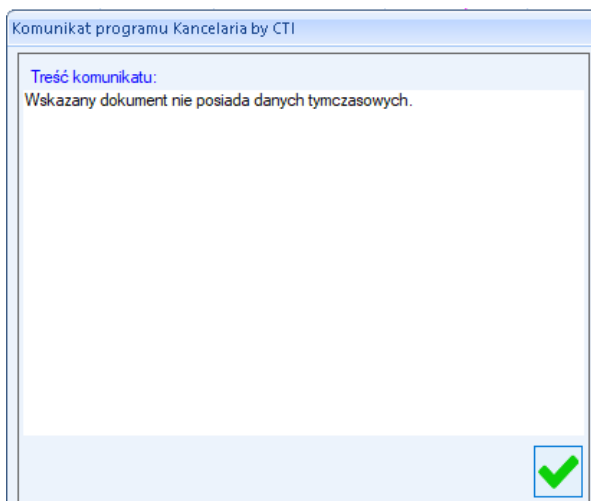 Komunikat programu Kancelaria by CTI
Treść komunikatu:
Wskazany dokument nie posiada danych tymczasowych.